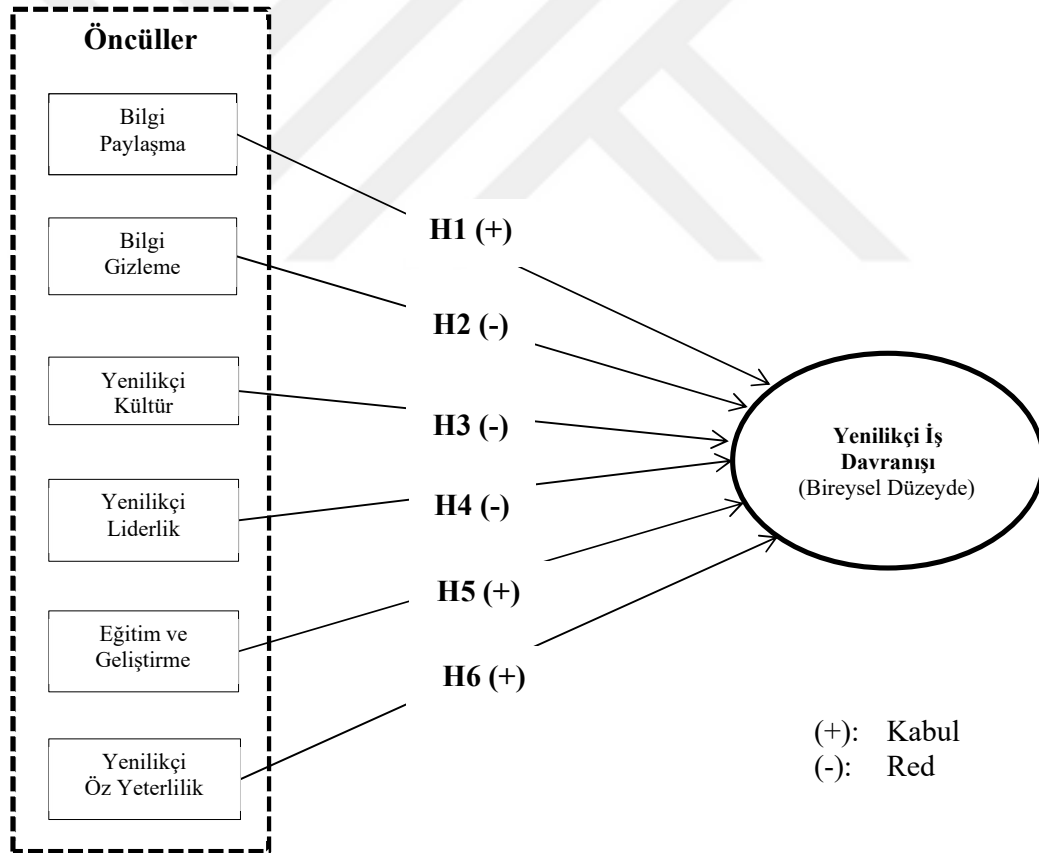 Öncüller
Bilgi
Paylaşma
Bilgi
Gizleme
Yenilikçi
Kültür
Yenilikçi
Liderlik
Eğitim ve
Geliştirme
Yenilikçi
Öz Yeterlilik
H1 (+)
H2 (-)
H3 (-)
H4 (-)
H5 (+)
H6 (+)
Yenilikçi İş
Davranışı
(Bireysel Düzeyde)
(+): Kabul
(-): Red